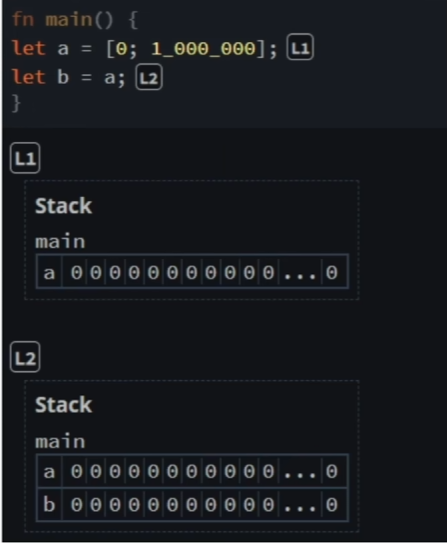 fn main() {
let a = [0; 1_000_000]; L1
let b = a; L2
}
L1
Stack
main
a 0 0 0 0 0 0 0 0 0 0 0 ... 0
L2
Stack
main
a 0 0 0 0 0 0 0 0 0 0 0 ... 0
b 0 0 0 0 0 0 0 0 0 0 0 ... 0